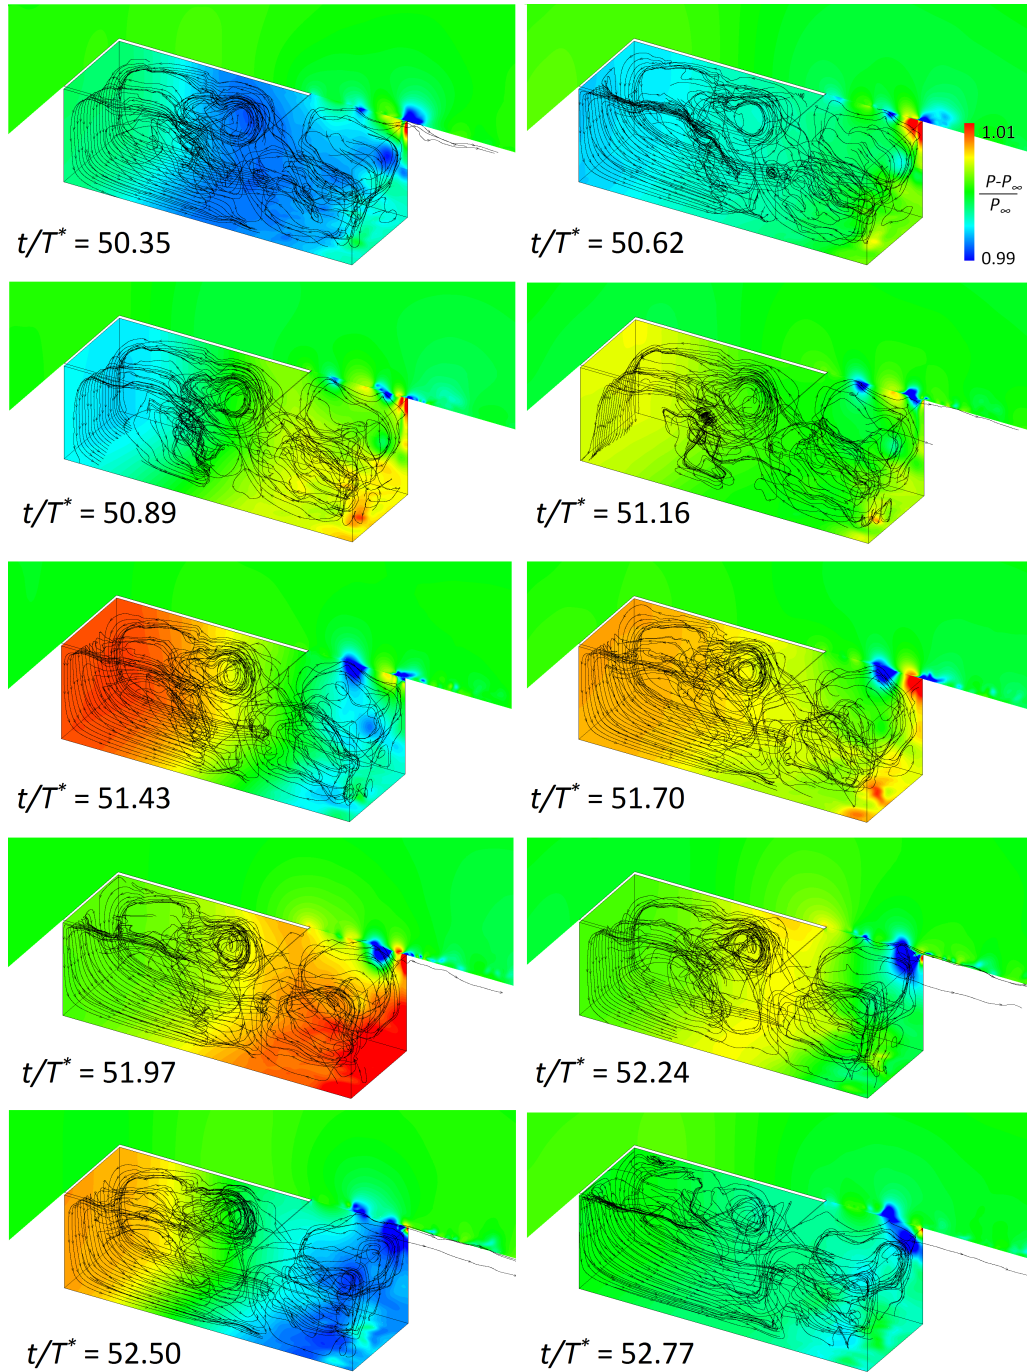 t/T* = 50.35
t/T* = 50.62
1.01
P-P∞
P∞
0.99
t/T* = 50.89
t/T* = 51.16
t/T* = 51.43
t/T* = 51.70
t/T* = 51.97
t/T* = 52.24
t/T* = 52.50
t/T* = 52.77